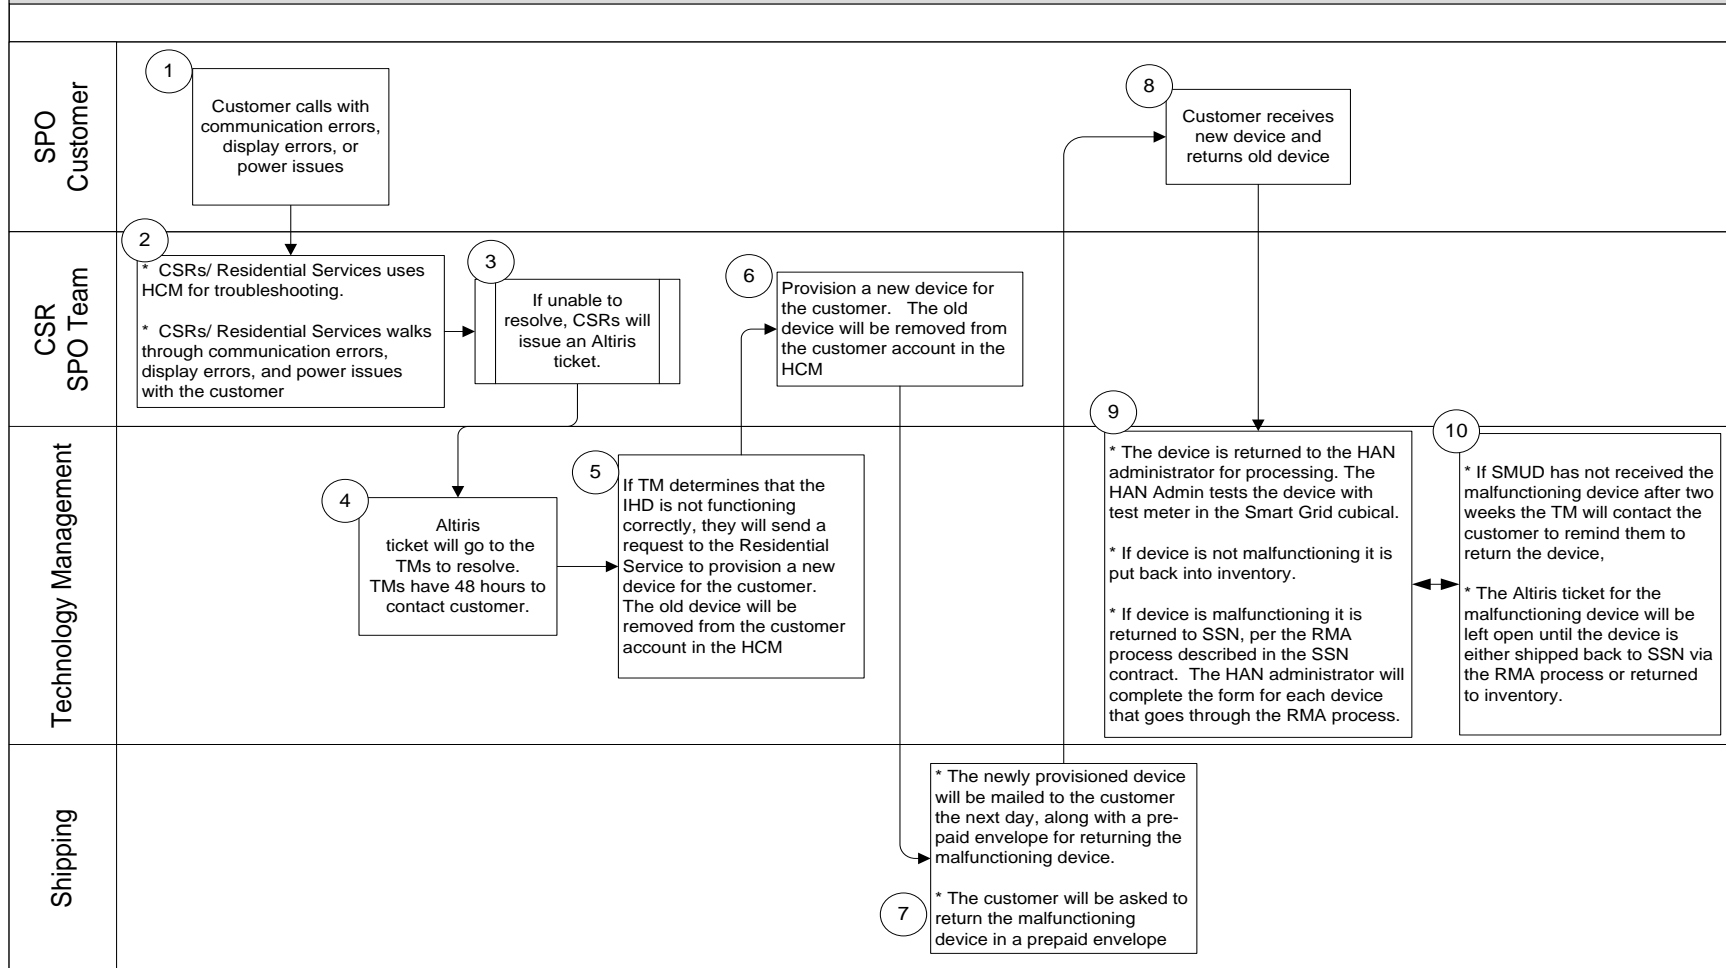 SPO
Customer
1
Customer calls with
communication errors,
display errors, or
power issues
8
Customer receives
new device and
returns old device
CSR
SPO Team
2
* CSRs/ Residential Services uses
HCM for troubleshooting.
* CSRs/ Residential Services walks
through communication errors,
display errors, and power issues
with the customer
3
If unable to
resolve, CSRs will
issue an Altiris
ticket.
6
Provision a new device for
the customer. The old
device will be removed from
the customer account in the
HCM
Technology Management
4
Altiris
ticket will go to the
TMs to resolve.
TMs have 48 hours to
contact customer.
5
If TM determines that the
IHD is not functioning
correctly, they will send a
request to the Residential
Service to provision a new
device for the customer.
The old device will be
removed from the customer
account in the HCM
9
* The device is returned to the HAN
administrator for processing. The
HAN Admin tests the device with
test meter in the Smart Grid cubical.
* If device is not malfunctioning it is
put back into inventory.
* If device is malfunctioning it is
returned to SSN, per the RMA
process described in the SSN
contract. The HAN administrator will
complete the form for each device
that goes through the RMA process.
10
* If SMUD has not received the
malfunctioning device after two
weeks the TM will contact the
customer to remind them to
return the device,
* The Altiris ticket for the
malfunctioning device will be
left open until the device is
either shipped back to SSN via
the RMA process or returned
to inventory.
Shipping
7
* The newly provisioned device
will be mailed to the customer
the next day, along with a pre-
paid envelope for returning the
malfunctioning device.
* The customer will be asked to
return the malfunctioning
device in a prepaid envelope